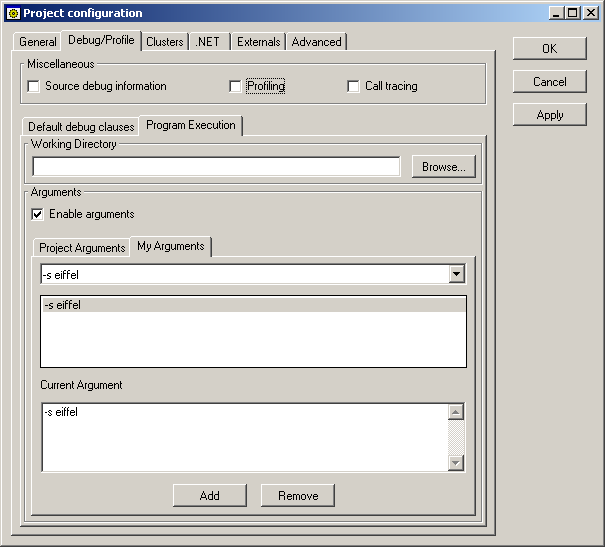 Project configuration
General Debug/Profile Clusters .NET Externals Advanced
OK
Miscellaneous
Source debug information Profiling Call tracing
Cancel
Apply
Default debug clauses Program Execution
Working Directory
Browse...
Arguments
Enable arguments
Project Arguments My Arguments
-s eiffel
-s eiffel
Current Argument
-s eiffel
Add Remove